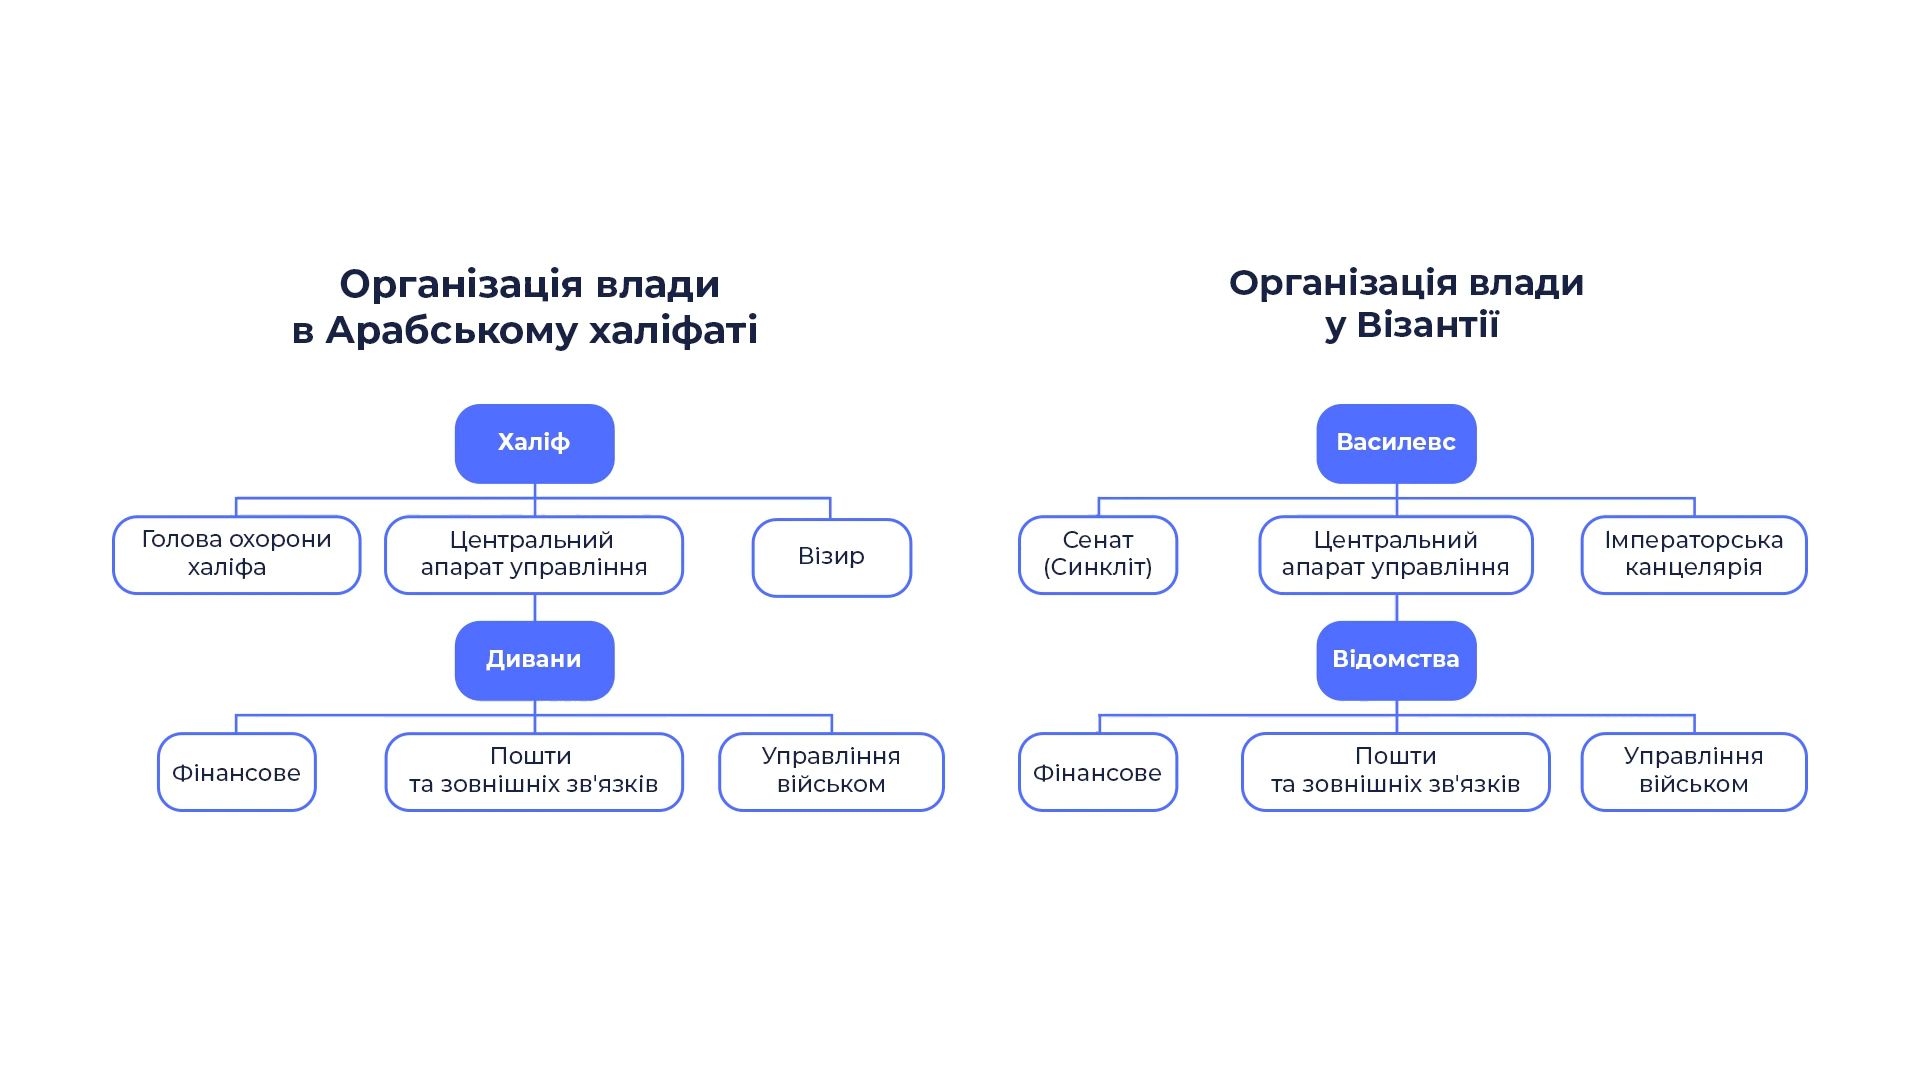 Організація влади
в Арабському халіфаті
Халіф
Голова охорони
халіфа
Центральний
апарат управління
Візир
Дивани
Фінансове
Пошти
та зовнішніх зв'язків
Управління
військом
Організація влади
у Візантії
Василевс
Сенат
(Синкліт)
Центральний
апарат управління
Імператорська
канцелярія
Відомства
Фінансове
Пошти
та зовнішніх зв'язків
Управління
військом